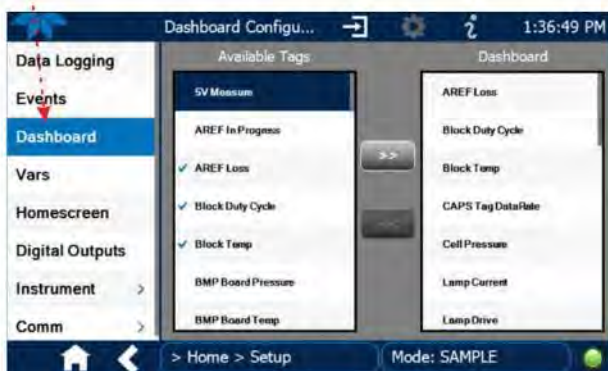 Dashboard Configu...
1:36:49 PM
Data Logging
Events
Dashboard
Vars
Homescreen
Digital Outputs
Instrument >
Comm >
Available Tags
5V Measure
AREF In Progress
✓ AREF Loss
✓ Block Duty Cycle
✓ Block Temp
BMP Board Pressure
BMP Board Temp
>>
<<
Dashboard
AREF Loss
Block Duty Cycle
Block Temp
CAPS Tag DataRate
Cell Pressure
Lamp Current
Lamp Drive
> Home > Setup
Mode: SAMPLE